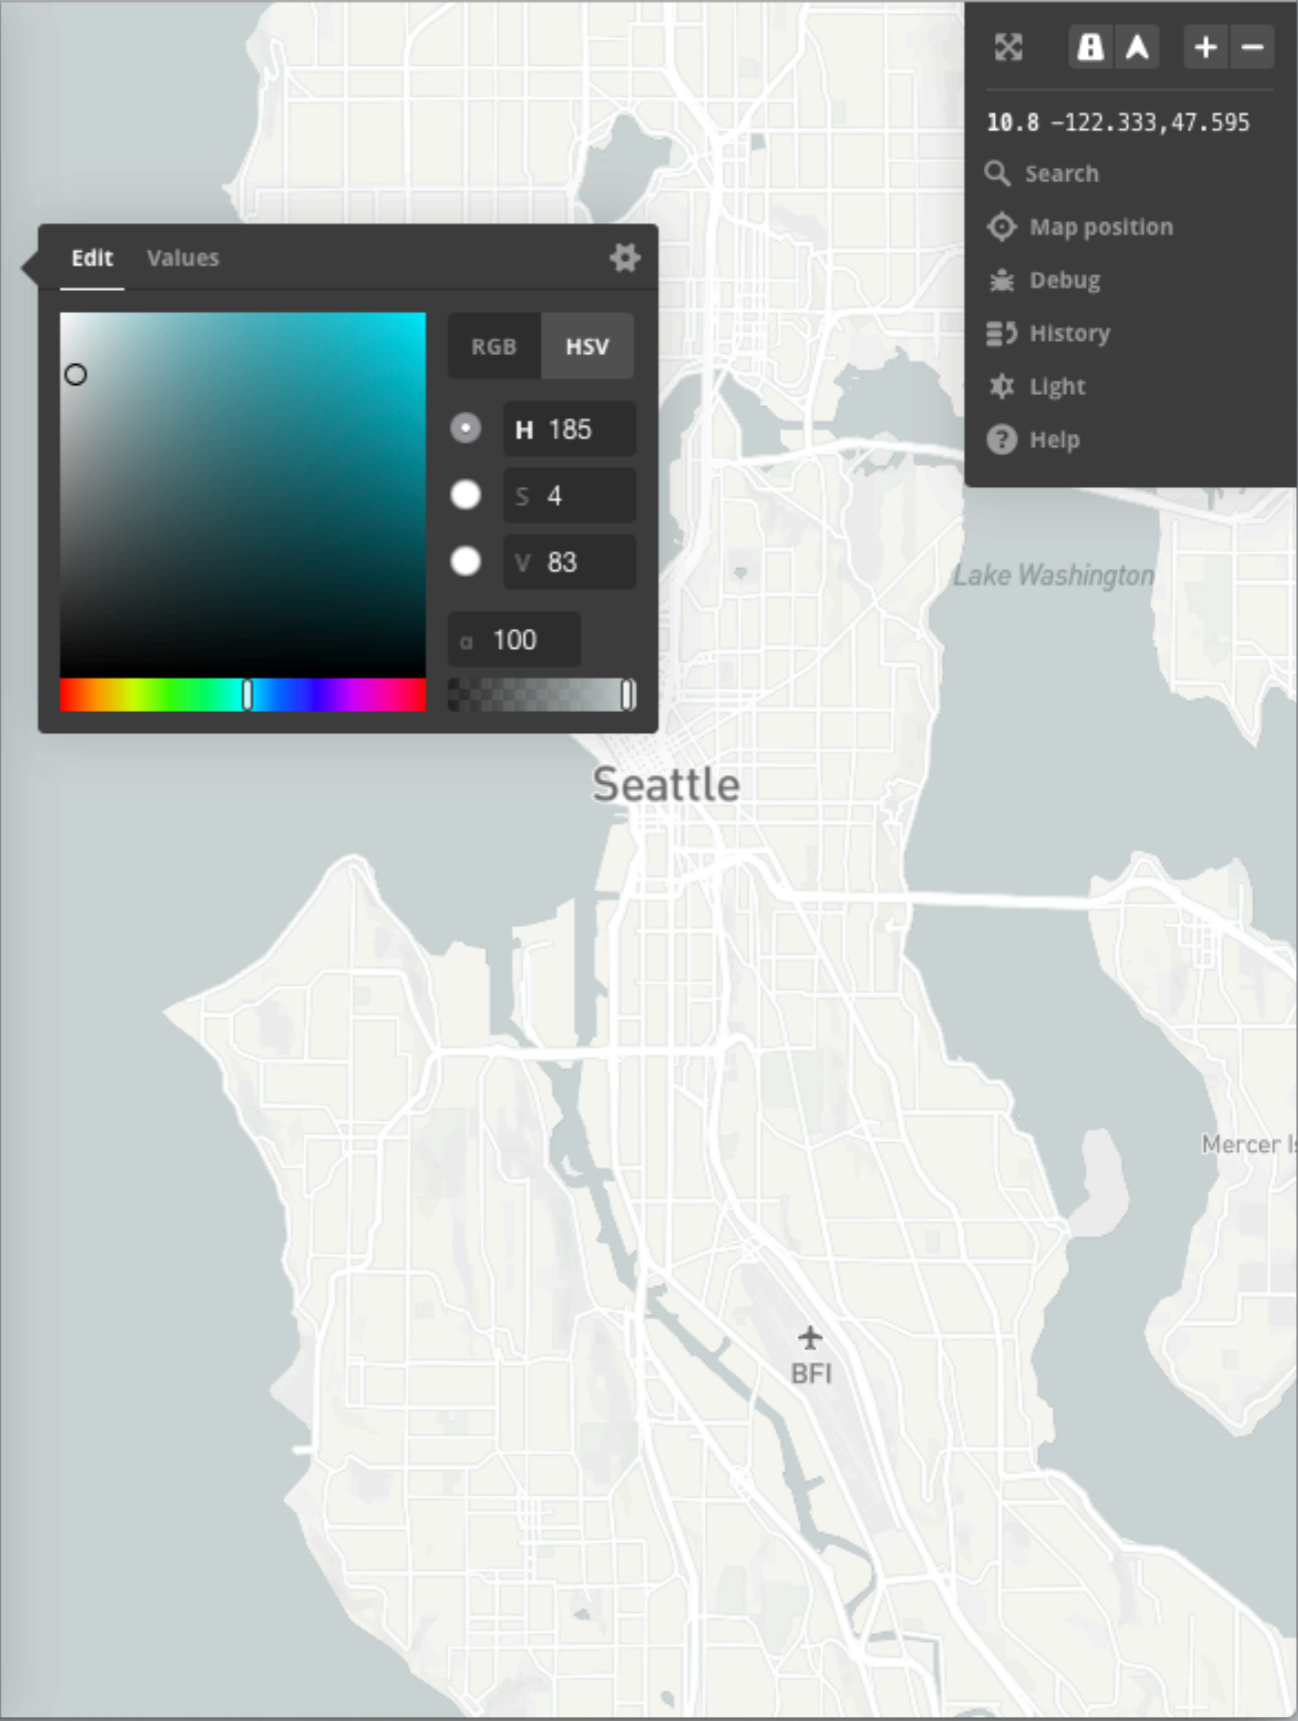 10.8 −122.333,47.595
Search
Map position
Debug
History
Light
? Help
Edit Values
RGB HSV
H 185
S 4
V 83
α 100
Lake Washington
Seattle
Mercer
BFI